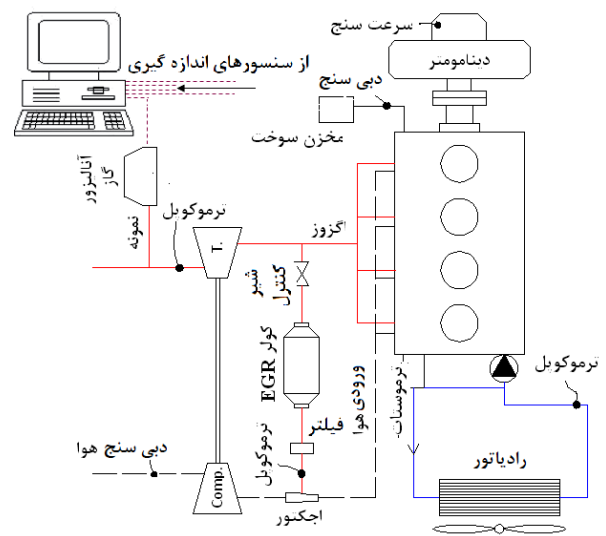 سرعت سنج
دینامومتر
از سنسورهای اندازه گیری
دبی سنج
مخزن سوخت
آنالیزور
گاز
نمونه
ترموکوپل
T.
اگزوز
شیر
کنترل
کولر EGR
ورودی هوا
ترموستات
ترموکوپل
فیلتر
ترموکوپل
دبی سنج هوا
Comp.
اجکتور
رادیاتور